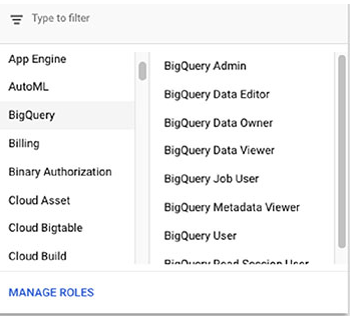 Type to filter
App Engine
AutoML
BigQuery
Billing
Binary Authorization
Cloud Asset
Cloud Bigtable
Cloud Build
BigQuery Admin
BigQuery Data Editor
BigQuery Data Owner
BigQuery Data Viewer
BigQuery Job User
BigQuery Metadata Viewer
BigQuery User
BigQuery Read Session User
MANAGE ROLES